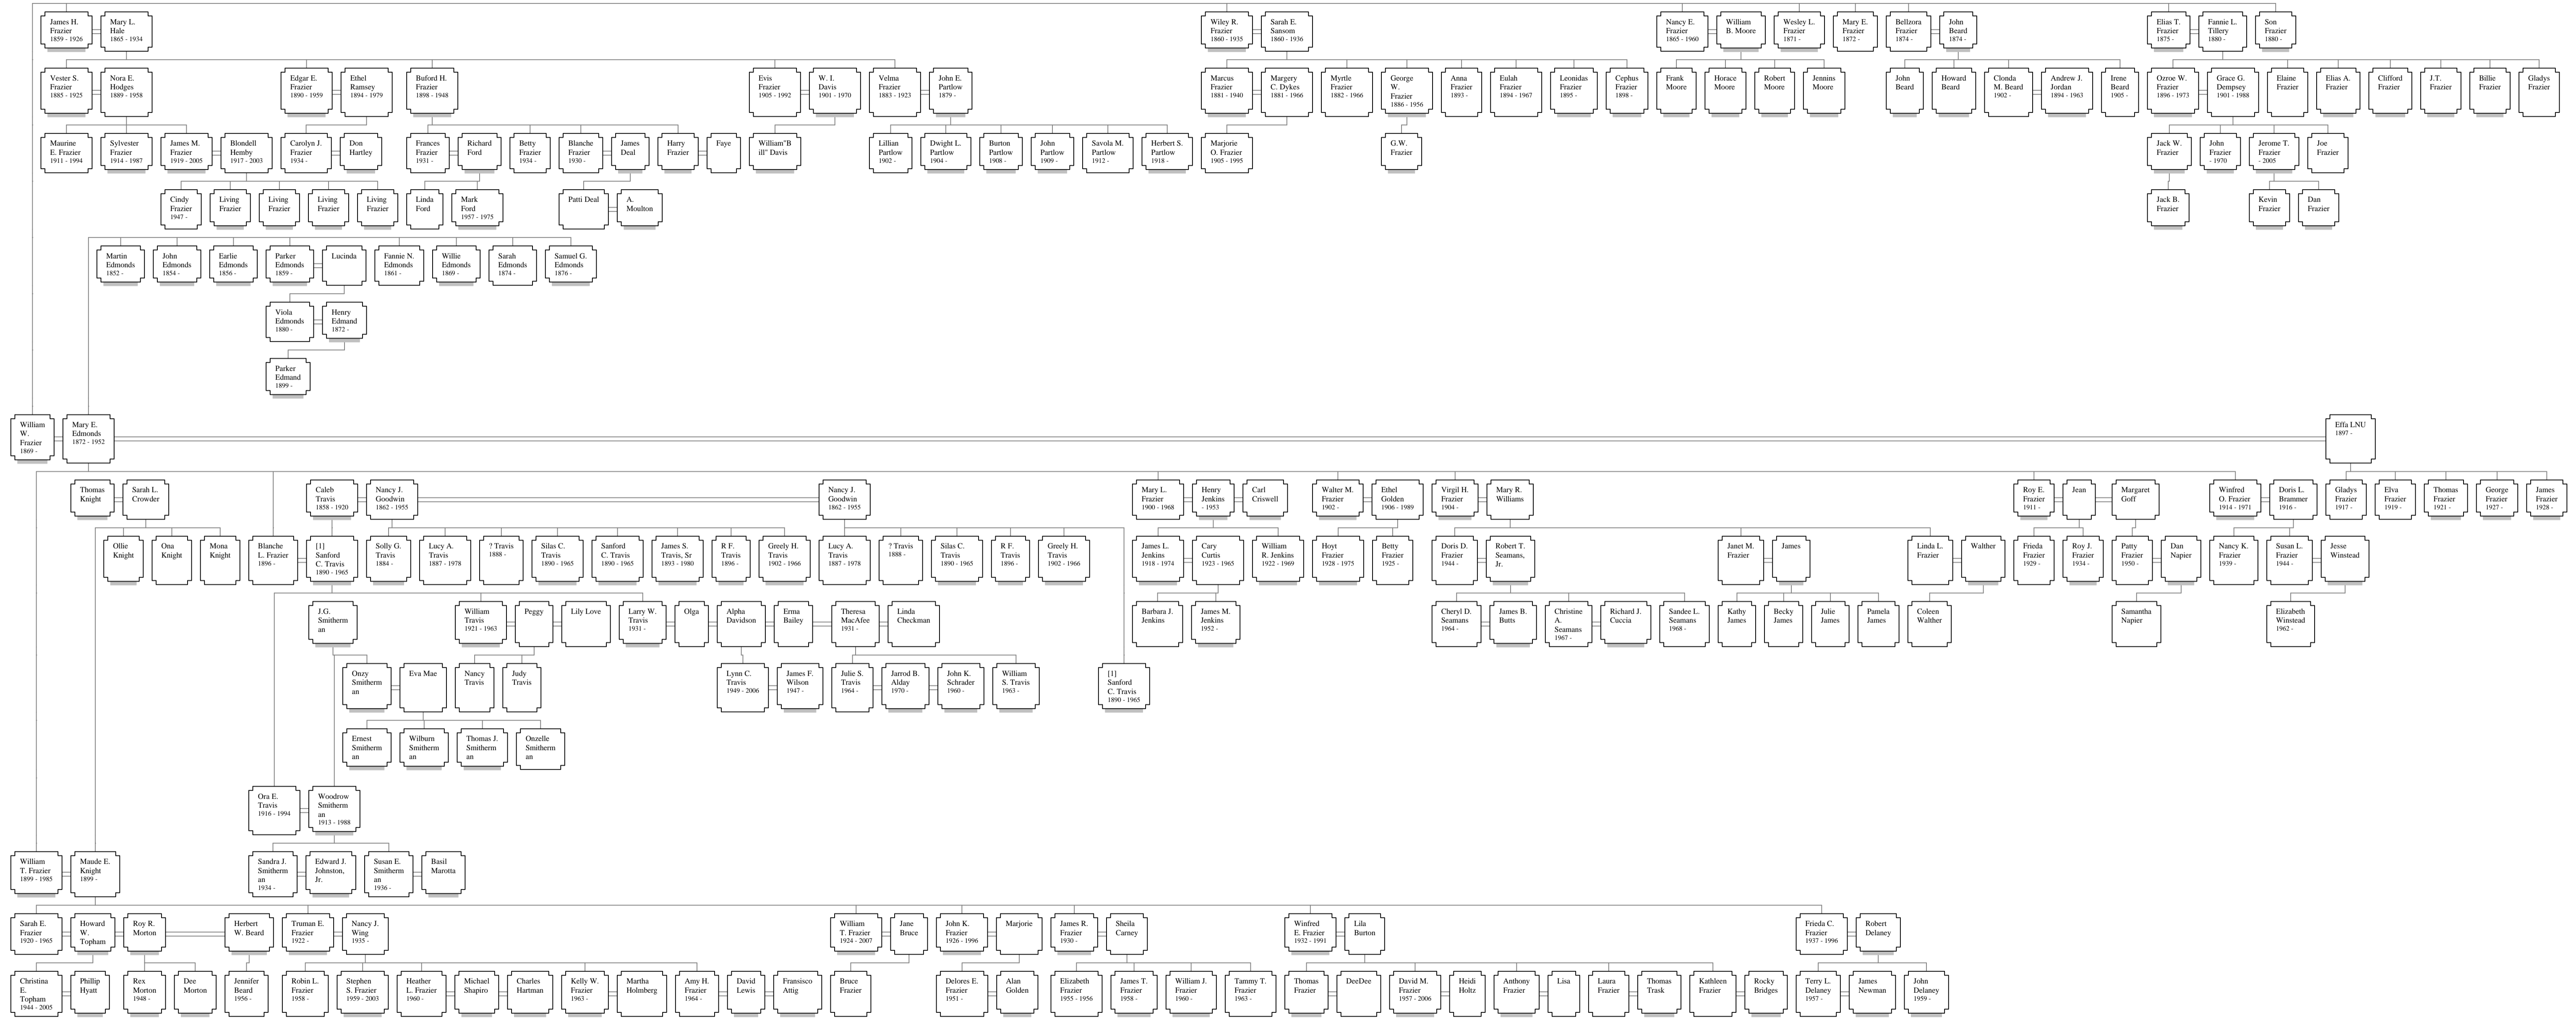 James H.
Frazier
1859 - 1926
Mary L.
Hale
1865 - 1934
Wiley R.
Frazier
1860 - 1935
Sarah E.
Sansom
1860 - 1936
Nancy E.
Frazier
1865 - 1960
William
B. Moore
Wesley L.
1871 -
Mary E.
1872 -
Bellzora
Frazier
1874 -
John
Beard
1874 -
Elias T.
Frazier
1875 -
Fannie L.
Tillery
1880 -
Son
Frazier
1880 -
Vester S.
Frazier
1885 - 1925
Nora E.
Hodges
1889 - 1958
Edgar E.
Frazier
1890 - 1959
Ethel
Ramsey
1894 - 1979
Buford H.
Frazier
1898 - 1948
Evis
Frazier
1905 - 1992
W. I.
Davis
1901 - 1970
Velma
Frazier
1883 - 1923
John E.
Partlow
1879 -
Marcus
Frazier
1881 - 1940
Margery
C. Dykes
1881 - 1966
Myrtle
Frazier
1882 - 1966
George
W.
Frazier
1886 - 1956
Anna
Frazier
1893 -
Eulah
Frazier
1894 - 1967
Leonidas
Frazier
1895 -
Cephus
Frazier
1898 -
Frank
Moore
Horace
Moore
Robert
Moore
Jennins
Moore
John
Beard
Howard
Beard
Clonda
M. Beard
1902 -
Andrew J.
Jordan
1894 - 1963
Irene
Beard
1905 -
Ozroe W.
Frazier
1896 - 1973
Grace G.
Dempsey
1901 - 1988
Elaine
Frazier
Elias A.
Frazier
Clifford
Frazier
J.T.
Frazier
Billie
Frazier
Gladys
Frazier
Maurine
E. Frazier
1911 - 1994
Sylvester
Frazier
1914 - 1987
James M.
Frazier
1919 - 2005
Blondell
Hemby
1917 - 2003
Carolyn J.
Frazier
1934 -
Don
Hartley
Frances
Frazier
1931 -
Richard
Ford
Betty
Frazier
1934 -
Blanche
Frazier
1930 -
James
Deal
Harry
Frazier
Faye
William"B
ill" Davis
Lillian
Partlow
1902 -
Dwight L.
Partlow
1904 -
Burton
Partlow
1908 -
John
Partlow
1909 -
Savola M.
Partlow
1912 -
Herbert S.
Partlow
1918 -
Marjorie
O. Frazier
1905 - 1995
G.W.
Frazier
Jack W.
Frazier
John
Frazier
- 1970
Jerome T.
Frazier
- 2005
Joe
Frazier
Cindy
Frazier
1947 -
Living
Frazier
Living
Frazier
Living
Frazier
Living
Frazier
Linda
Ford
Mark
Ford
1957 - 1975
Patti Deal
A.
Moulton
Jack B.
Frazier
Kevin
Frazier
Dan
Frazier
Martin
Edmonds
1852 -
John
Edmonds
1854 -
Earlie
Edmonds
1856 -
Parker
Edmonds
1859 -
Lucinda
Fannie N.
Edmonds
1861 -
Willie
Edmonds
1869 -
Sarah
Edmonds
1874 -
Samuel G.
Edmonds
1876 -
Viola
Edmonds
1880 -
Henry
Edmand
1872 -
Parker
Edmand
1899 -
William
W.
Frazier
1869 -
Mary E.
Edmonds
1872 - 1952
Effa LNU
1897 -
Thomas
Knight
Sarah L.
Crowder
Caleb
Travis
1858 - 1920
Nancy J.
Goodwin
1862 - 1955
Nancy J.
Goodwin
1862 - 1955
Mary L.
Frazier
1900 - 1968
Henry
Jenkins
- 1953
Carl
Criswell
Walter M.
Frazier
1902 -
Ethel
Golden
1906 - 1989
Virgil H.
Frazier
1904 -
Mary R.
Williams
Roy E.
Frazier
1911 -
Jean
Margaret
Goff
Winfred
O. Frazier
1914 - 1971
Doris L.
Brammer
1916 -
Gladys
Frazier
1917 -
Elva
Frazier
1919 -
Thomas
Frazier
1921 -
George
Frazier
1927 -
James
Frazier
1928 -
Ollie
Knight
Ona
Knight
Mona
Knight
Blanche
L. Frazier
1896 -
[1]
Sanford
C. Travis
1890 - 1965
Solly G.
Travis
1884 -
Lucy A.
Travis
1887 - 1978
? Travis
1888 -
Silas C.
Travis
1890 - 1965
Sanford
C. Travis
1890 - 1965
James S.
Travis, Sr
1893 - 1980
R F.
Travis
1896 -
Greely H.
Travis
1902 - 1966
Lucy A.
Travis
1887 - 1978
? Travis
1888 -
Silas C.
Travis
1890 - 1965
R F.
Travis
1896 -
Greely H.
Travis
1902 - 1966
James L.
Jenkins
1918 - 1974
Cary
Curtis
1923 - 1965
William
R. Jenkins
1922 - 1969
Hoyt
Frazier
1928 - 1975
Betty
Frazier
1925 -
Doris D.
Frazier
1944 -
Robert T.
Seamans,
Jr.
Janet M.
Frazier
James
Linda L.
Frazier
Walther
Frieda
Frazier
1929 -
Roy J.
Frazier
1934 -
Patty
Frazier
1950 -
Dan
Napier
Nancy K.
Frazier
1939 -
Susan L.
Frazier
1944 -
Jesse
Winstead
J.G.
Smitherm
an
William
Travis
1921 - 1963
Peggy
Lily Love
Larry W.
Travis
1931 -
Olga
Alpha
Davidson
Erma
Bailey
Theresa
MacAfee
1931 -
Linda
Checkman
Barbara J.
Jenkins
James M.
Jenkins
1952 -
Cheryl D.
Seamans
1964 -
James B.
Butts
Christine
A.
Seamans
1967 -
Richard J.
Cuccia
Sandee L.
Seamans
1968 -
Kathy
James
Becky
James
Julie
James
Pamela
James
Coleen
Walther
Samantha
Napier
Elizabeth
Winstead
1962 -
Onzy
Smitherm
an
Eva Mae
Nancy
Travis
Judy
Travis
Lynn C.
Travis
1949 - 2006
James F.
Wilson
1947 -
Julie S.
Travis
1964 -
Jarrod B.
Alday
1970 -
John K.
Schrader
1960 -
William
S. Travis
1963 -
[1]
Sanford
C. Travis
1890 - 1965
Ernest
Smitherm
an
Wilburn
Smitherm
an
Thomas J.
Smitherm
an
Onzelle
Smitherm
an
Ora E.
Travis
1916 - 1994
Woodrow
Smitherm
an
1913 - 1988
William
T. Frazier
1899 - 1985
Maude E.
Knight
1899 -
Sandra J.
Smitherm
an
1934 -
Edward J.
Johnston,
Jr.
Susan E.
Smitherm
an
1936 -
Basil
Marotta
Sarah E.
Frazier
1920 - 1965
Howard
W.
Topham
Roy R.
Morton
Herbert
W. Beard
Truman E.
Frazier
1922 -
Nancy J.
Wing
1935 -
William
T. Frazier
1924 - 2007
Jane
Bruce
John K.
Frazier
1926 - 1996
Marjorie
James R.
Frazier
1930 -
Sheila
Carney
Winfred
E. Frazier
1932 - 1991
Lila
Burton
Frieda C.
Frazier
1937 - 1996
Robert
Delaney
Christina
E.
Topham
1944 - 2005
Phillip
Hyatt
Rex
Morton
1948 -
Dee
Morton
Jennifer
Beard
1956 -
Robin L.
Frazier
1958 -
Stephen
S. Frazier
1959 - 2003
Heather
L. Frazier
1960 -
Michael
Shapiro
Charles
Hartman
Kelly W.
Frazier
1963 -
Martha
Holmberg
Amy H.
Frazier
1964 -
David
Lewis
Fransisco
Attig
Bruce
Frazier
Delores E.
Frazier
1951 -
Alan
Golden
Elizabeth
Frazier
1955 - 1956
James T.
Frazier
1958 -
William J.
Frazier
1960 -
Tammy T.
Frazier
1963 -
Thomas
Frazier
DeeDee
David M.
Frazier
1957 - 2006
Heidi
Holtz
Anthony
Frazier
Lisa
Laura
Frazier
Thomas
Trask
Kathleen
Frazier
Rocky
Bridges
Terry L.
Delaney
1957 -
James
Newman
John
Delaney
1959 -